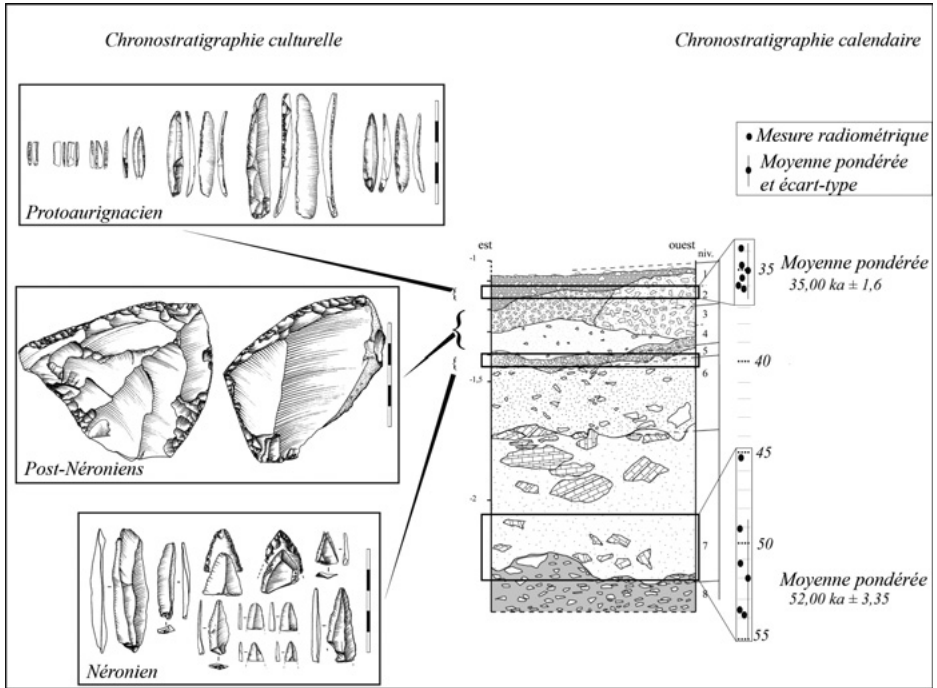 Chronostratigraphie culturelle
Chronostratigraphie calendaire
Protoaurignacien
Post-Néroniens
Néronien
Mesure radiométrique
Moyenne pondérée
et écart-type
est
ouest
niv.
-1
-1,5
-2
1
2
3
4
5
6
7
8
35
40
45
50
55
Moyenne pondérée
35,00 ka ± 1,6
Moyenne pondérée
52,00 ka ± 3,35